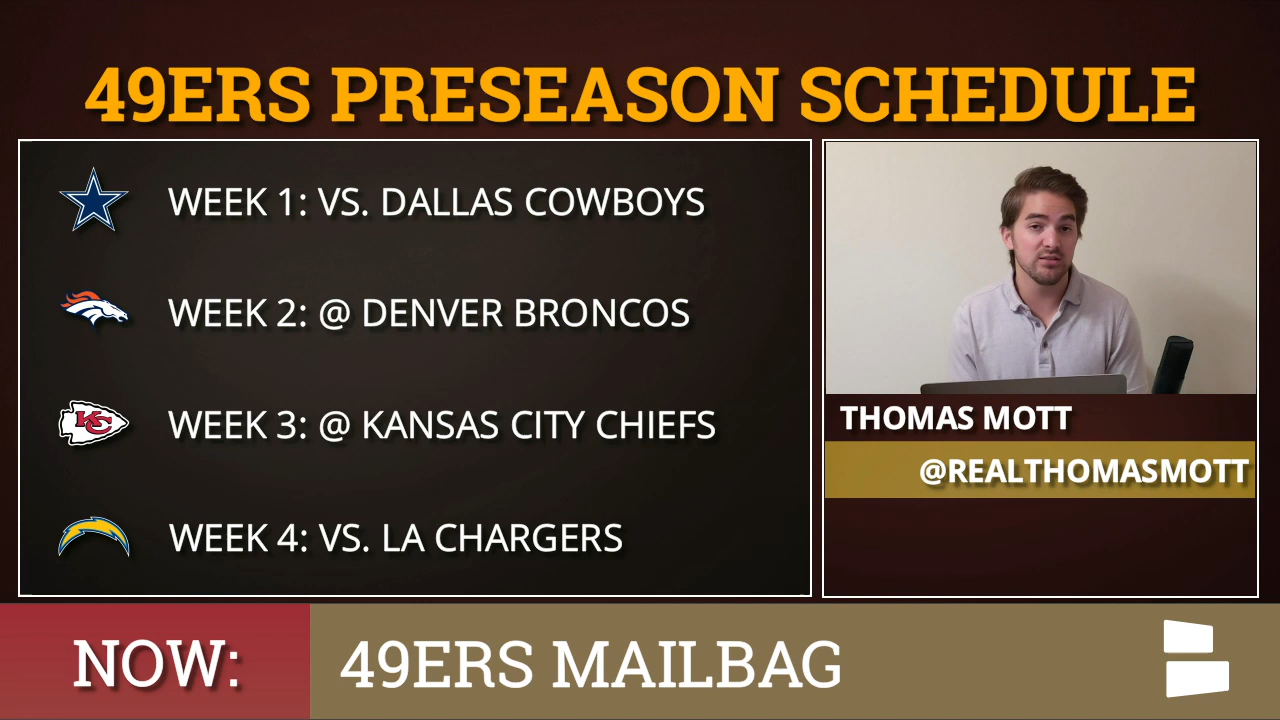 49ERS PRESEASON SCHEDULE
WEEK 1: VS. DALLAS COWBOYS
WEEK 2: @ DENVER BRONCOS
KC
WEEK 3: @ KANSAS CITY CHIEFS
WEEK 4: VS. LA CHARGERS
THOMAS MOTT
@REALTHOMASMOTT
NOW:
49ERS MAILBAG